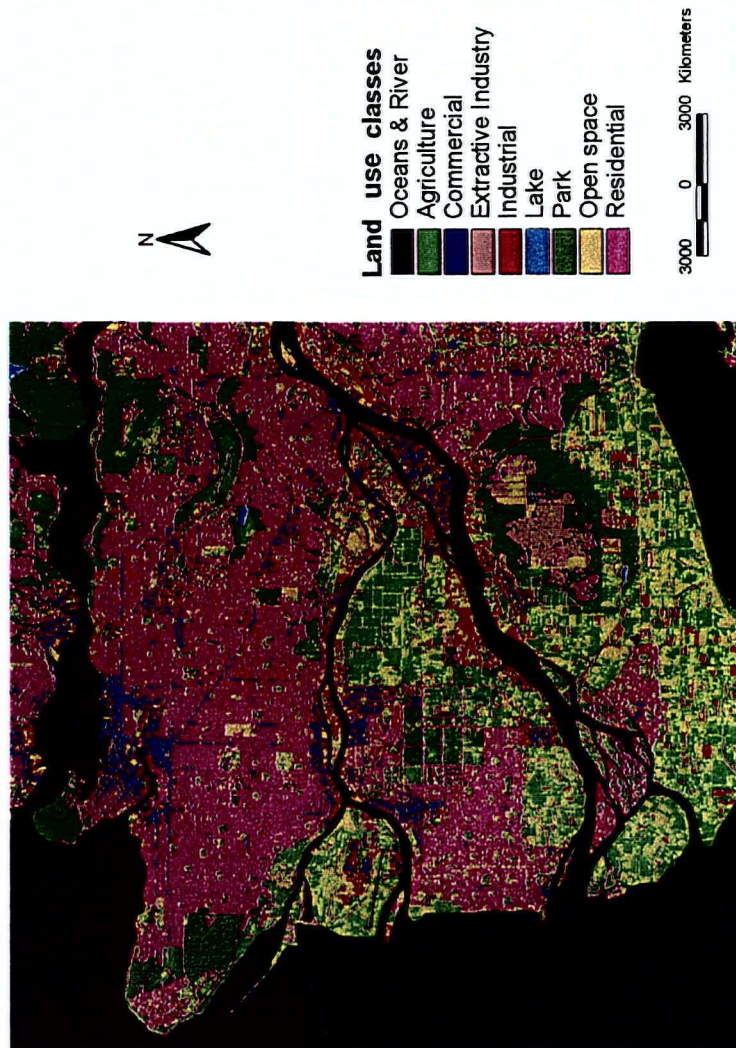 N
Land use classes
Oceans & River
Agriculture
Commercial
Extractive Industry
Industrial
Lake
Park
Open space
Residential
3000 0 3000 Kilometers